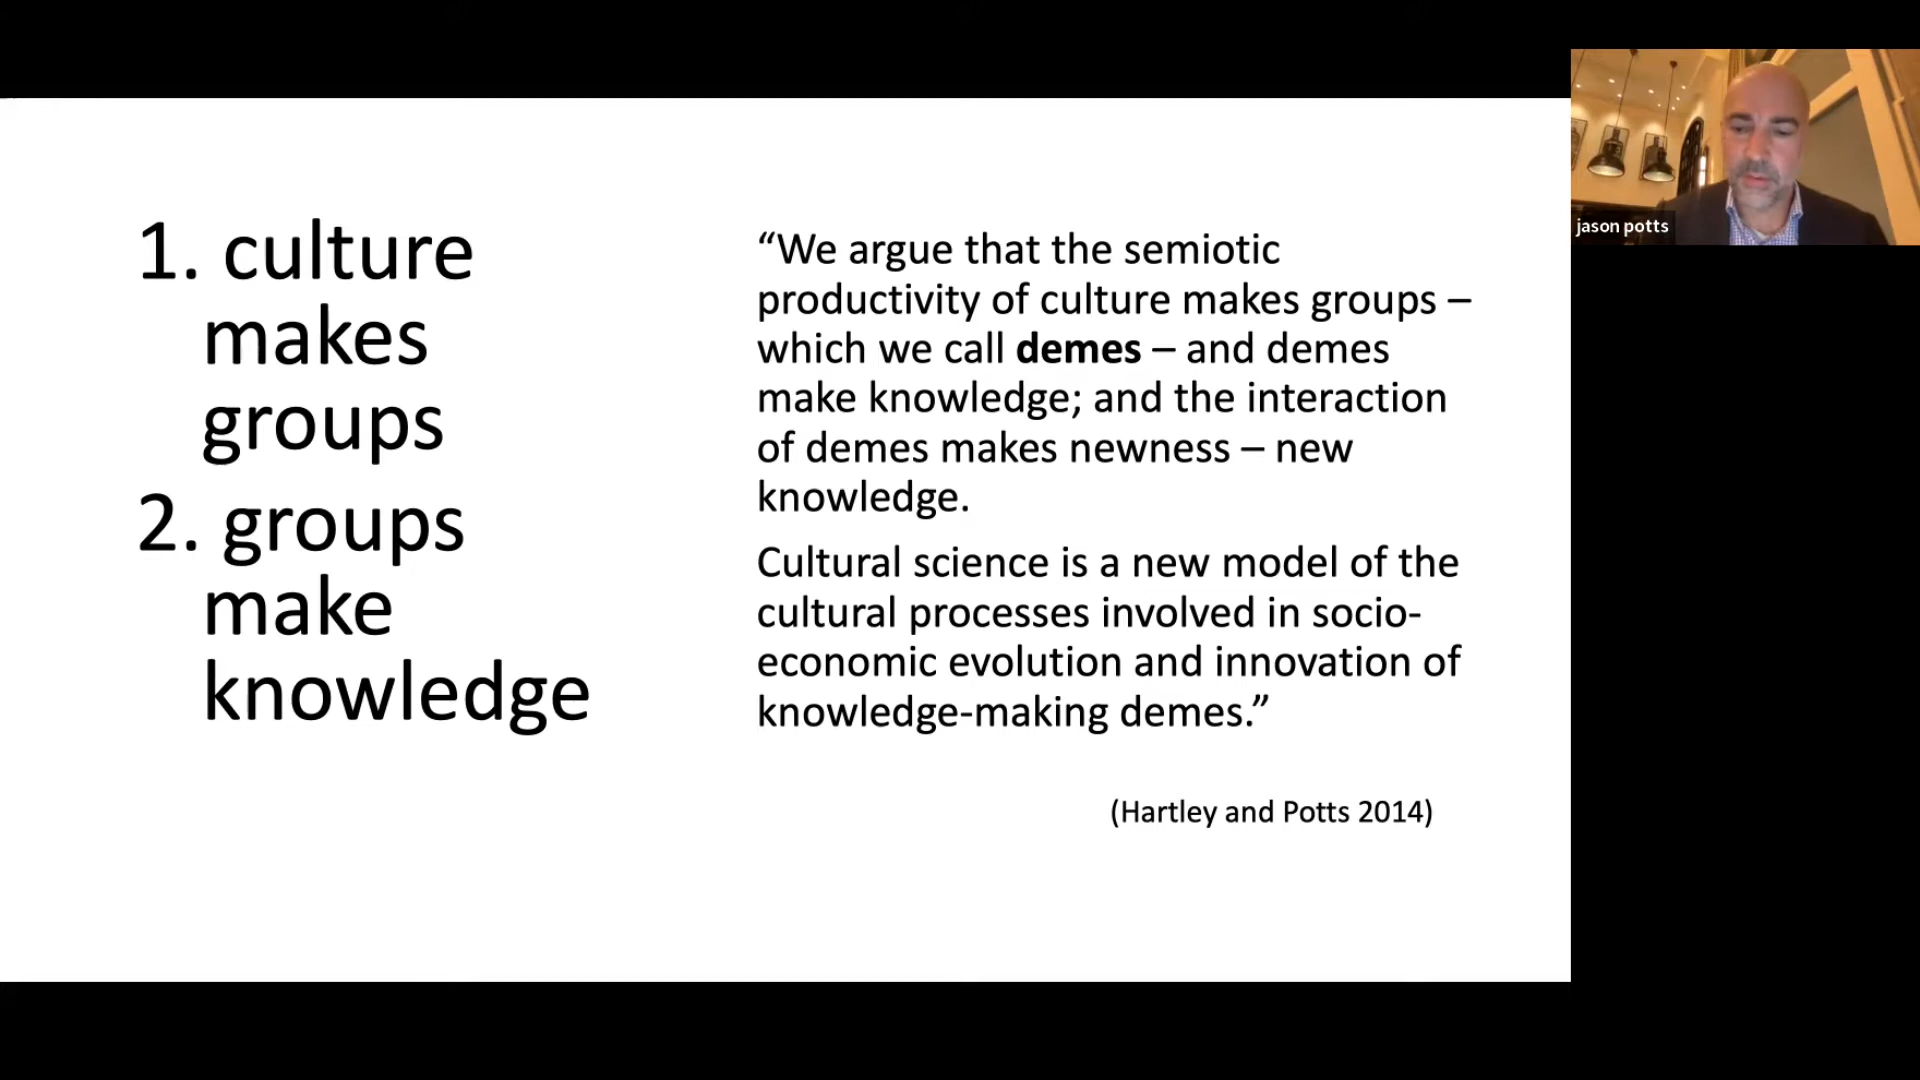 1. culture
makes
groups
2. groups
make
knowledge
“We argue that the semiotic
productivity of culture makes groups –
which we call demes – and demes
make knowledge; and the interaction
of demes makes newness – new
knowledge.
Cultural science is a new model of the
cultural processes involved in socio-
economic evolution and innovation of
knowledge-making demes.”
(Hartley and Potts 2014)
jason potts